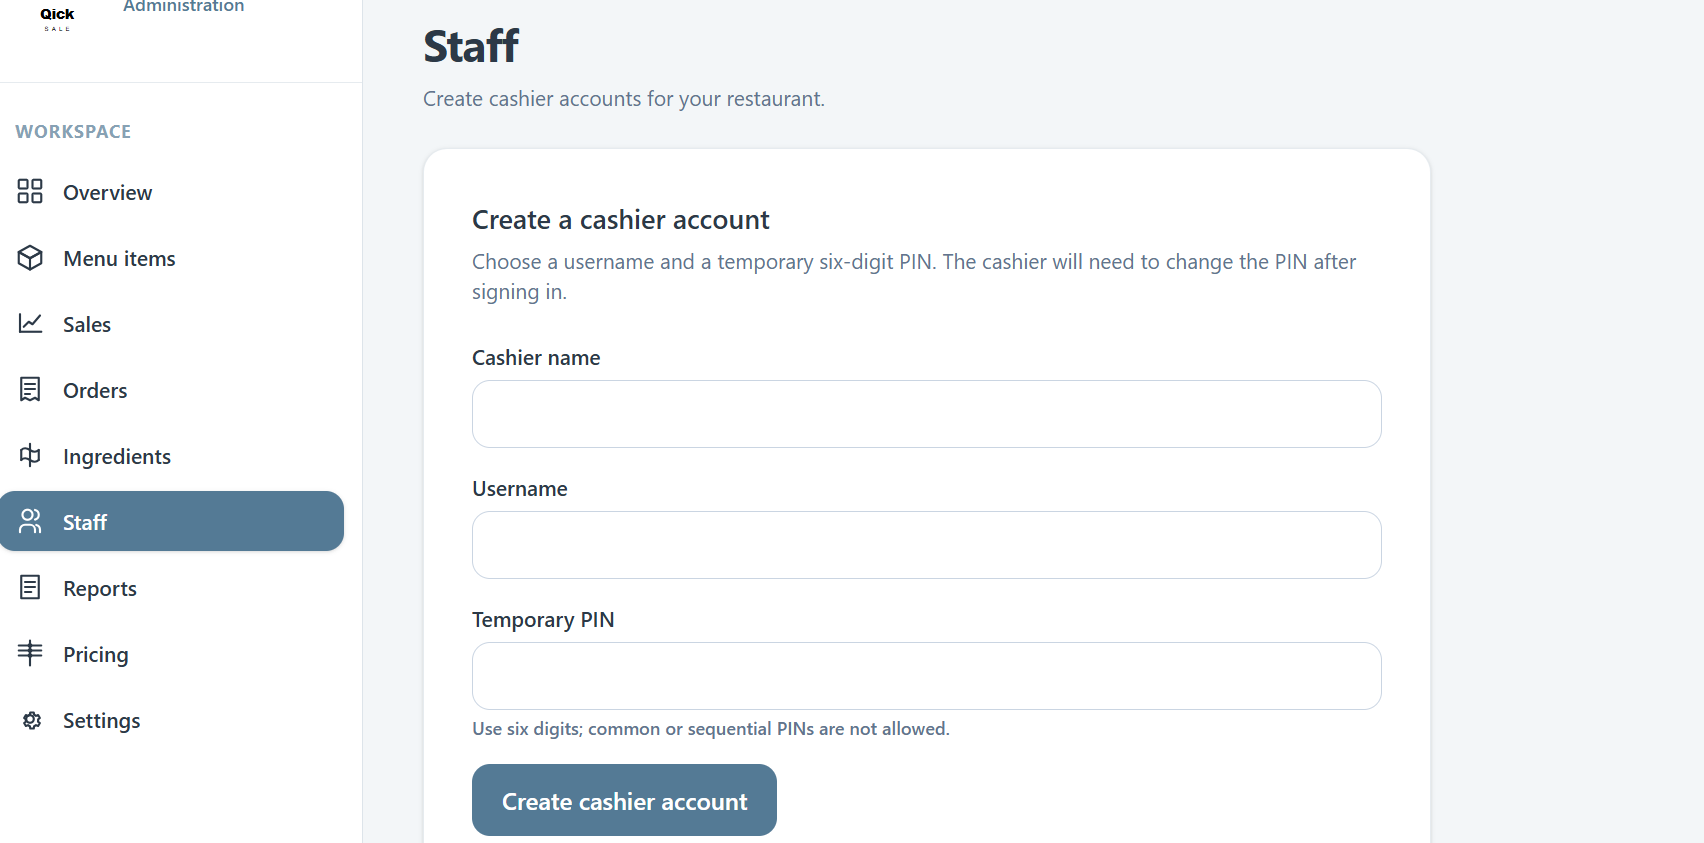 Qick
SALE
Administration
WORKSPACE
Overview
Menu items
Sales
Orders
Ingredients
Staff
Reports
Pricing
Settings
Staff
Create cashier accounts for your restaurant.
Create a cashier account
Choose a username and a temporary six-digit PIN. The cashier will need to change the PIN after
signing in.
Cashier name
Username
Temporary PIN
Use six digits; common or sequential PINs are not allowed.
Create cashier account